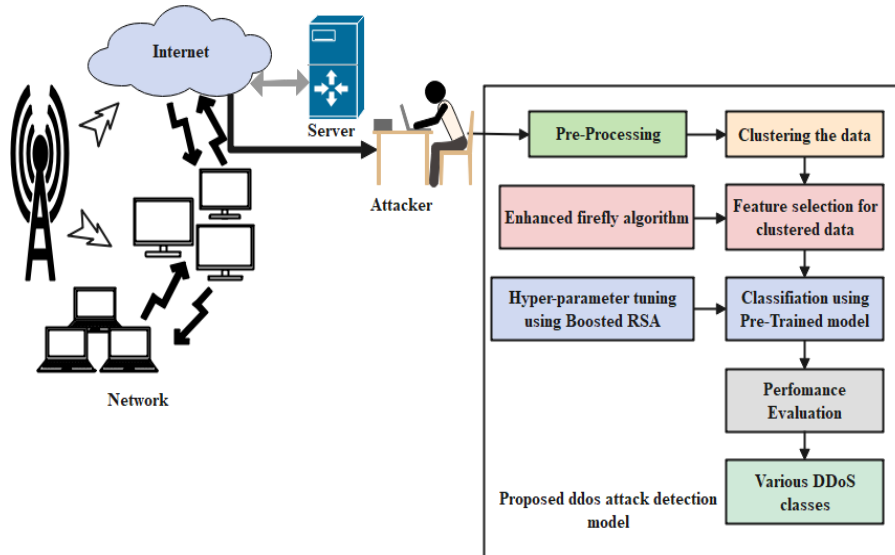 Internet
Server
Attacker
Network
Pre-Processing
Clustering the data
Enhanced firefly algorithm
Feature selection for
clustered data
Hyper-parameter tuning
using Boosted RSA
Classifiation using
Pre-Trained model
Perfomance
Evaluation
Various DDoS
classes
Proposed ddos attack detection
model